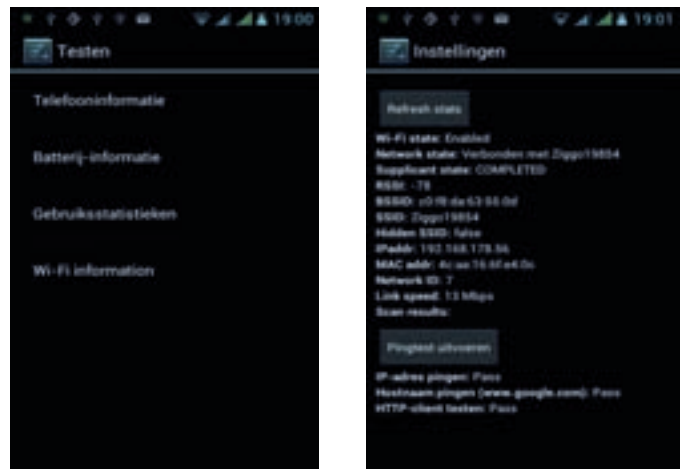 19:00
Testen
Telefooninformatie
Batterij-informatie
Gebruiksstatistieken
Wi-Fi information
19:01
Instellingen
Refresh stats
Wi-Fi state: Enabled
Network state: Verbonden met Ziggo19854
Supplicant state: COMPLETED
RSSI: -78
BSSID:
SSID: Ziggo19854
Hidden SSID: false
IPaddr: 192.168.178.
MAC addr:
Network ID: 7
Link speed: 13 Mbps
Scan results:
Pingtest uitvoeren
IP-adres pingen: Pass
Hostnaam pingen (www.google.com): Pass
HTTP-client testen: Pass